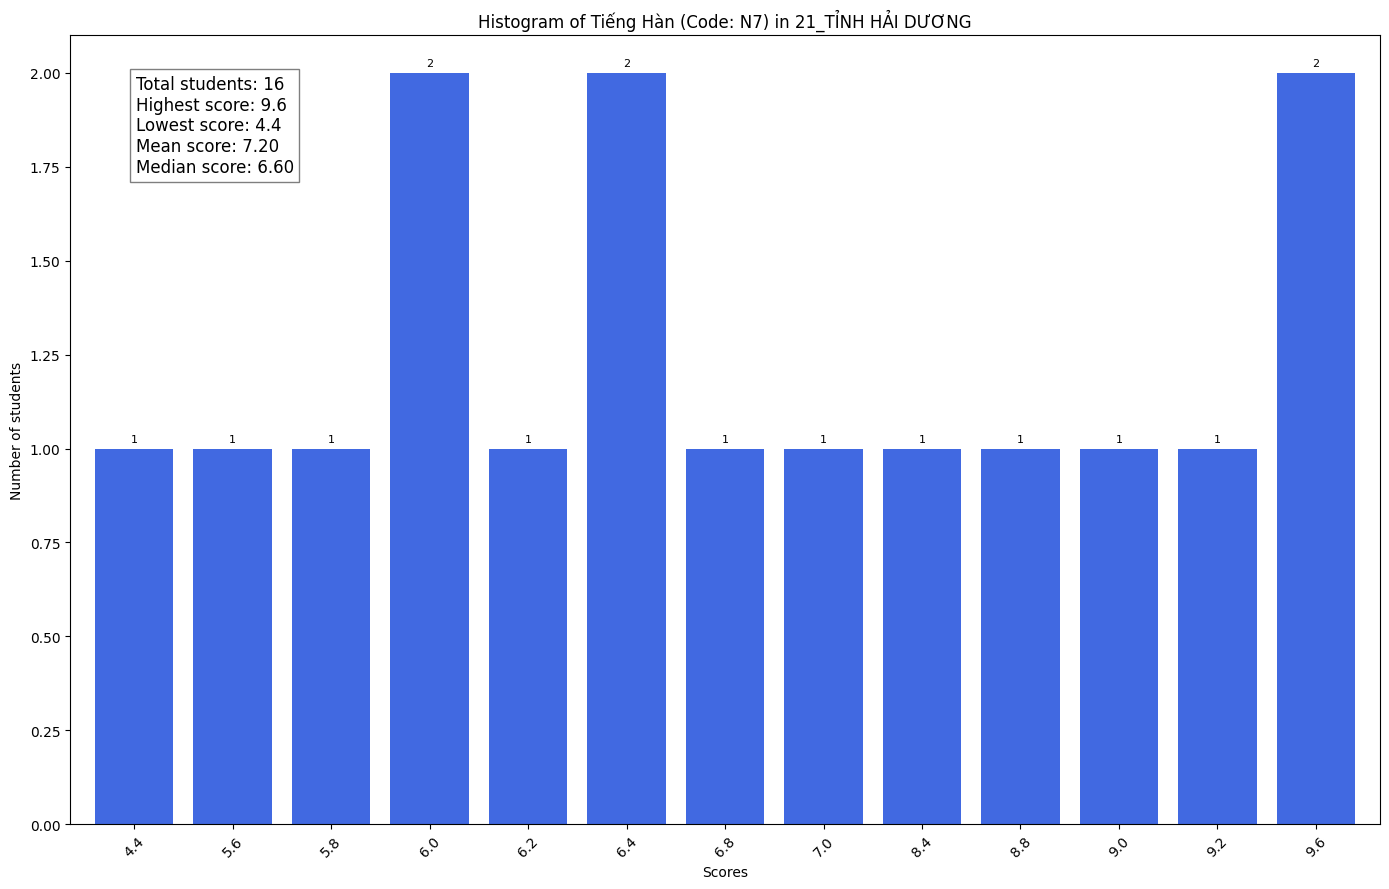 Histogram of Tiếng Hàn (Code: N7) in 21_TỈNH HẢI DƯƠNG
Total students: 16
Highest score: 9.6
Lowest score: 4.4
Mean score: 7.20
Median score: 6.60
Number of students
2.00
1.75
1.50
1.25
1.00
0.75
0.50
0.25
0.00
1 1 1 2 1 2 1 1 1 1 1 1 2
4.4 5.6 5.8 6.0 6.2 6.4 6.8 7.0 8.4 8.8 9.0 9.2 9.6
Scores